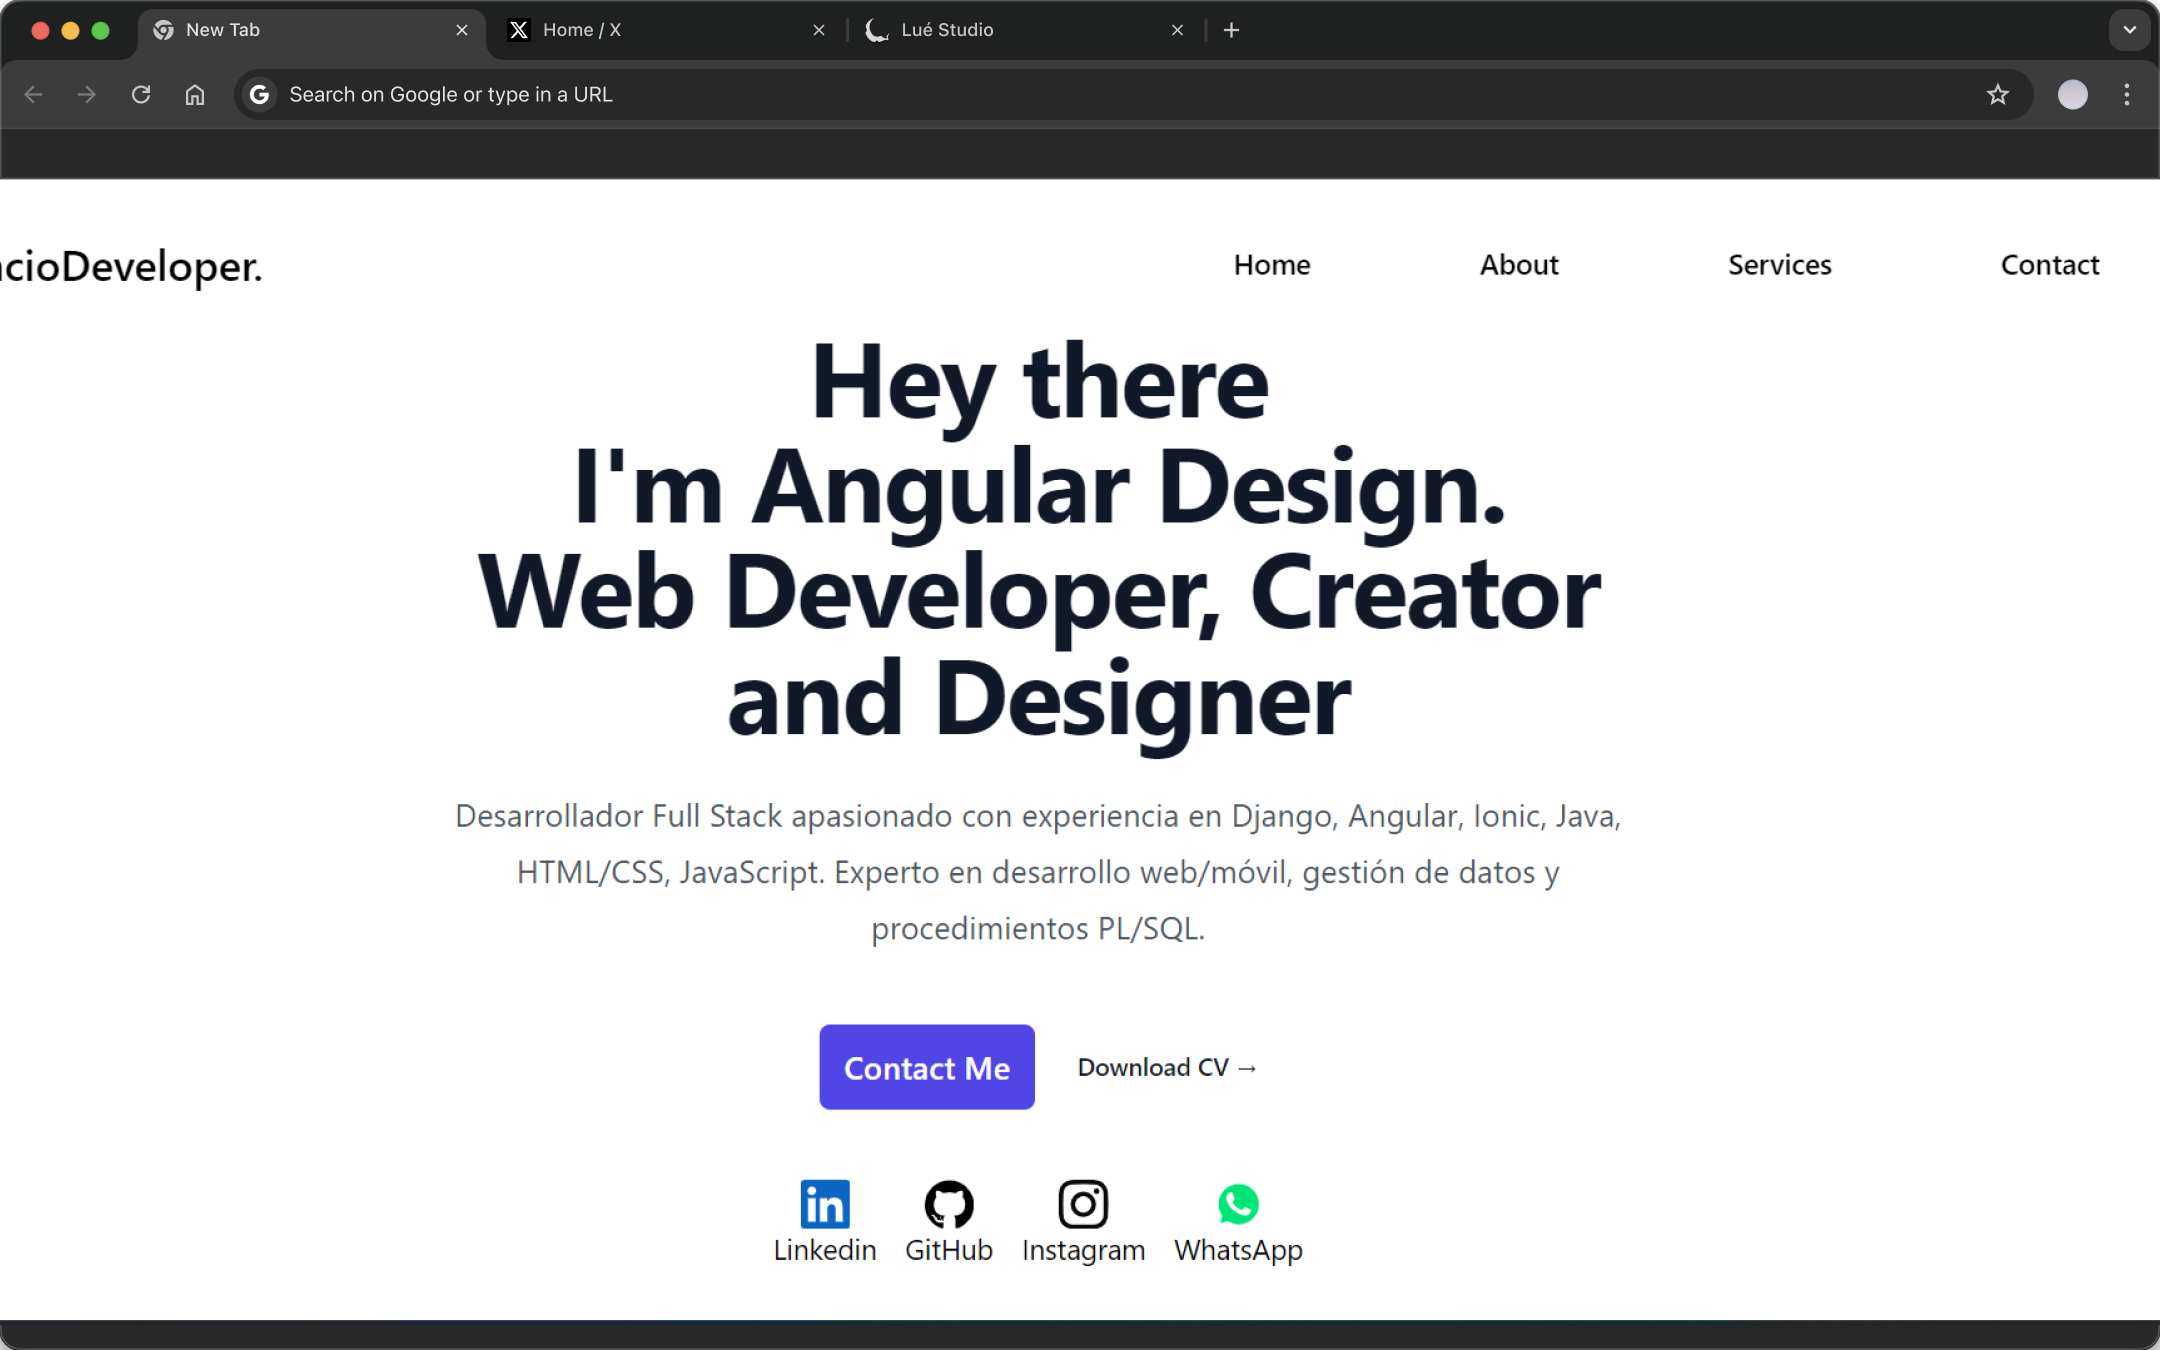 New Tab
Home / X
Lué Studio
Search on Google or type in a URL
cioDeveloper.
Home
About
Services
Contact
Hey there
I'm Angular Design.
Web Developer, Creator
and Designer
Desarrollador Full Stack apasionado con experiencia en Django, Angular, Ionic, Java,
HTML/CSS, JavaScript. Experto en desarrollo web/móvil, gestión de datos y
procedimientos PL/SQL.
Contact Me
Download CV →
Linkedin
GitHub
Instagram
WhatsApp